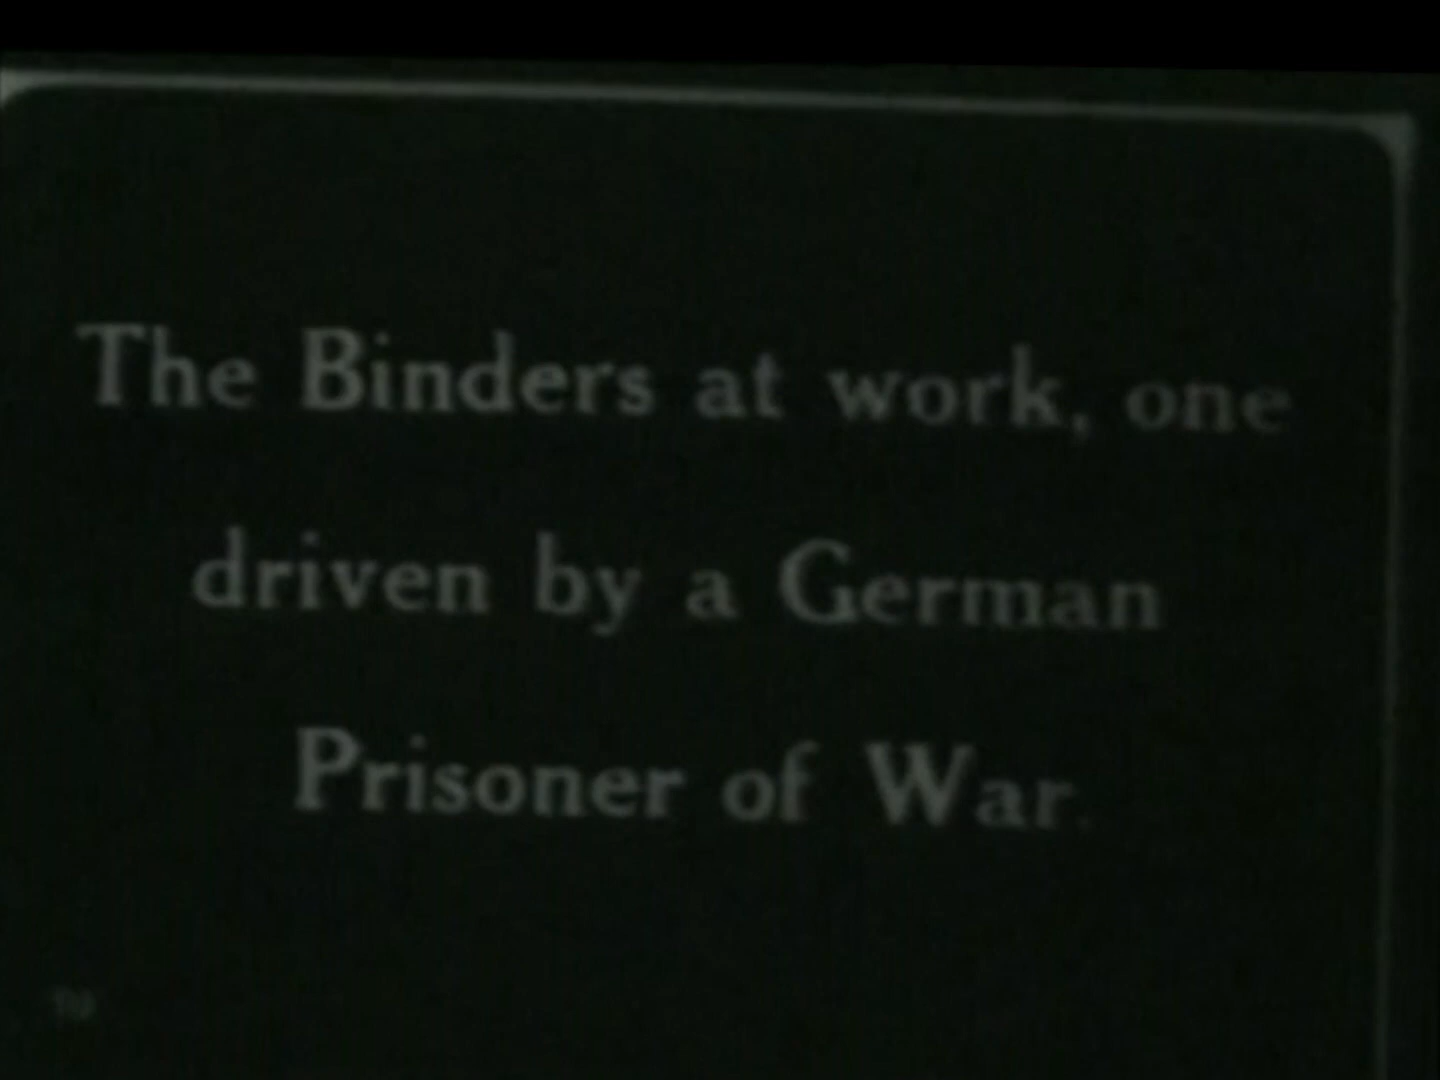 The Binders at work, one
driven by a German
Prisoner of War.